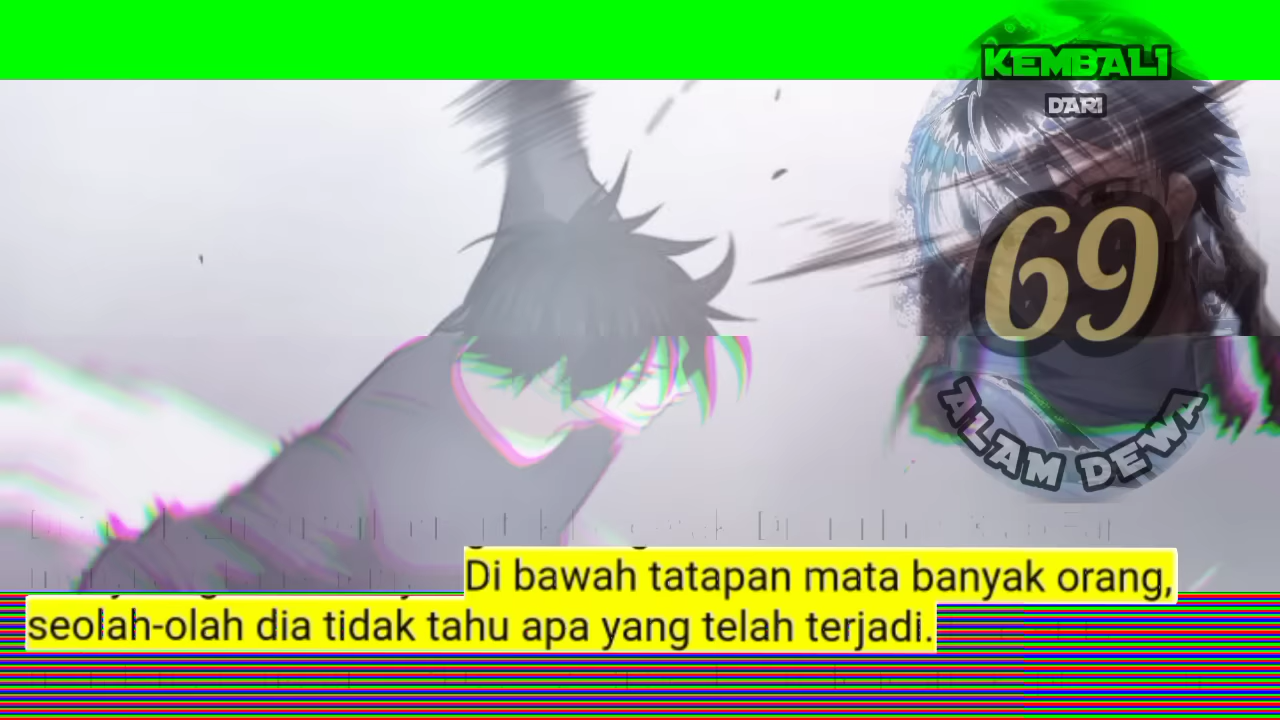 KEMBALI
DARI
69
ALAM DEWA
Di bawah tatapan mata banyak orang,
seolah-olah dia tidak tahu apa yang telah terjadi.